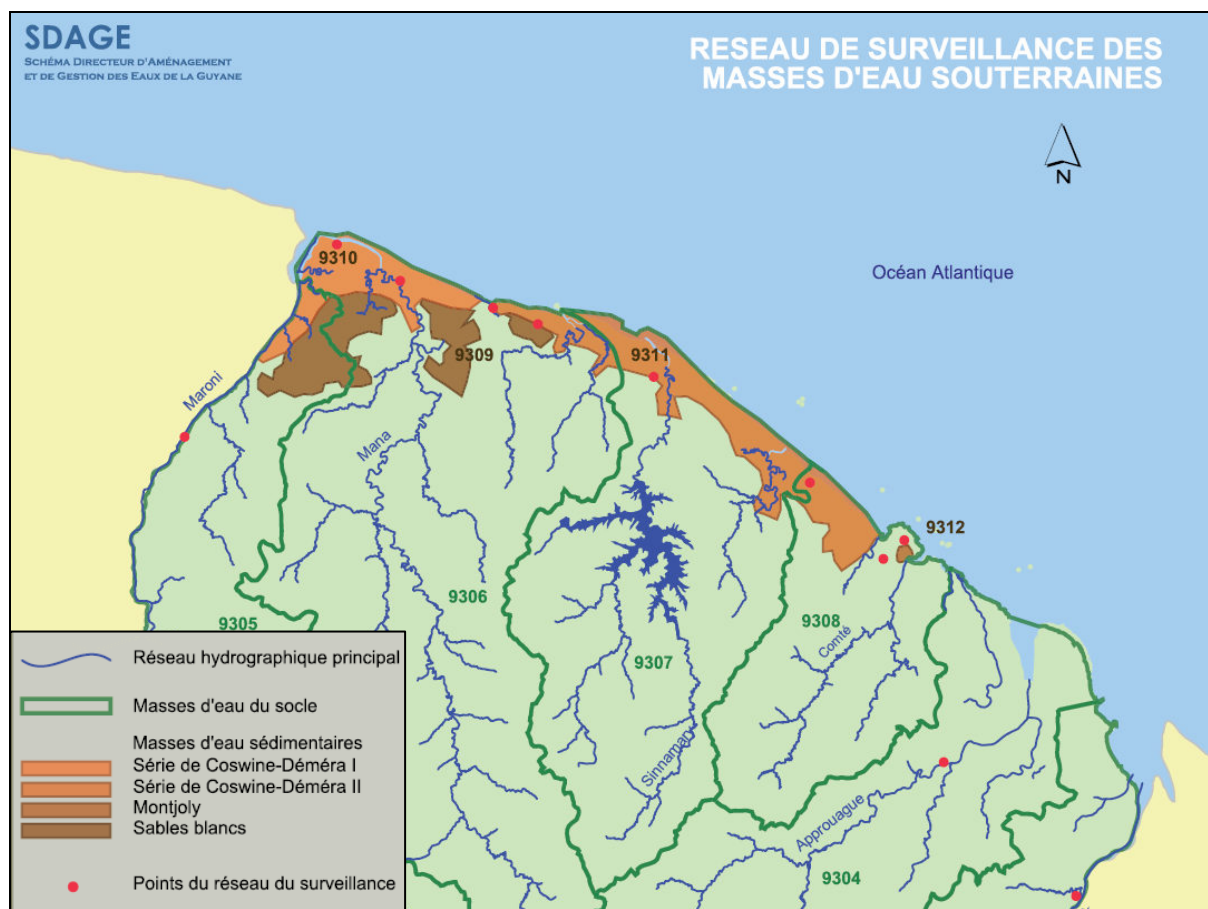 SDAGE
SCHÉMA DIRECTEUR D'AMÉNAGEMENT
ET DE GESTION DES EAUX DE LA GUYANE
RESEAU DE SURVEILLANCE DES
MASSES D'EAU SOUTERRAINES
N
9310
Océan Atlantique
9309
9311
Maroni
Mana
9312
9305
9306
9307
9308
Comté
Sinnamary
Approuague
9304
Réseau hydrographique principal
Masses d'eau du socle
Masses d'eau sédimentaires
Série de Coswine-Déméra I
Série de Coswine-Déméra II
Montjoly
Sables blancs
Points du réseau du surveillance